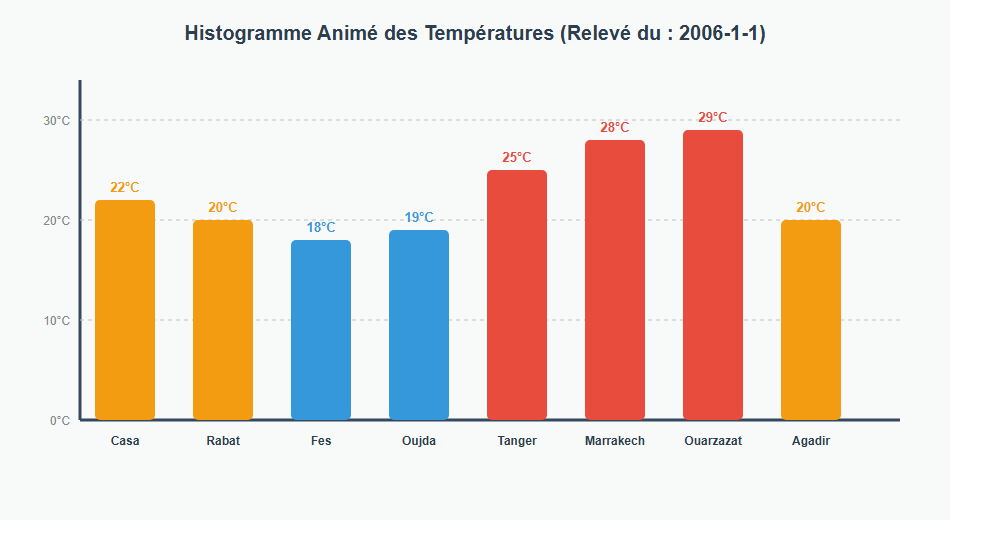 Histogramme Animé des Températures (Relevé du : 2006-1-1)
30°C
20°C
10°C
0°C
22°C
20°C
18°C
19°C
25°C
28°C
29°C
20°C
Casa
Rabat
Fes
Oujda
Tanger
Marrakech
Ouarzazat
Agadir